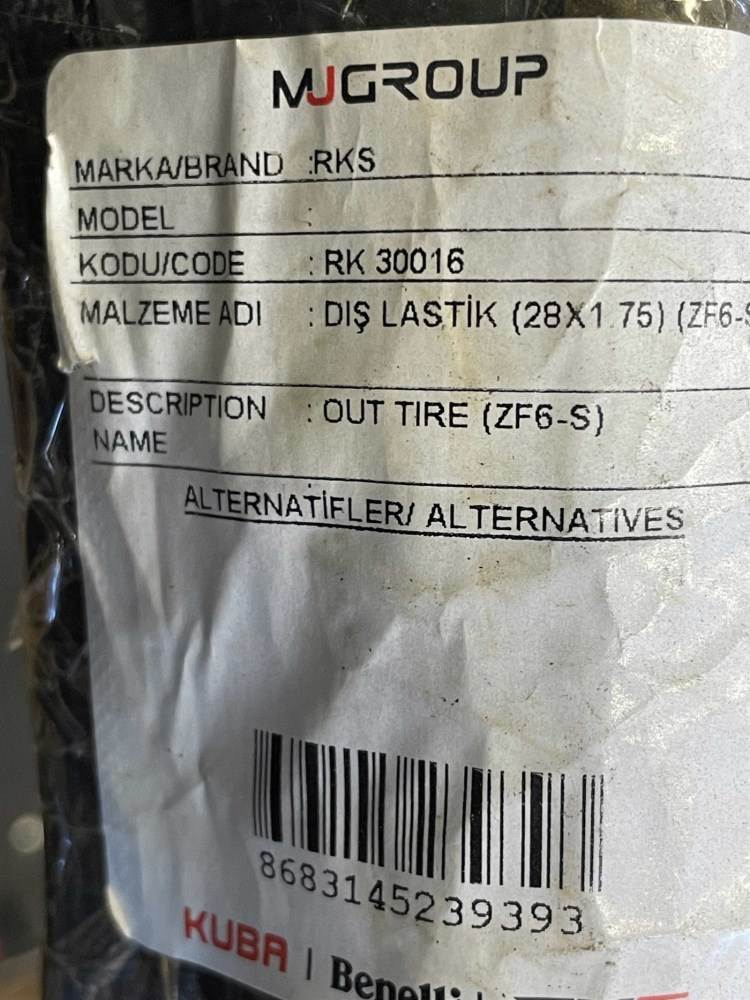 MJGROUP
MARKA/BRAND :RKS
MODEL :
KODU/CODE : RK 30016
MALZEME ADI : DIŞ LASTİK (28X1.75) (ZF6-S
DESCRIPTION : OUT TIRE (ZF6-S)
NAME
ALTERNATİFLER/ ALTERNATIVES
8683145239393
KUBA | Benelli |